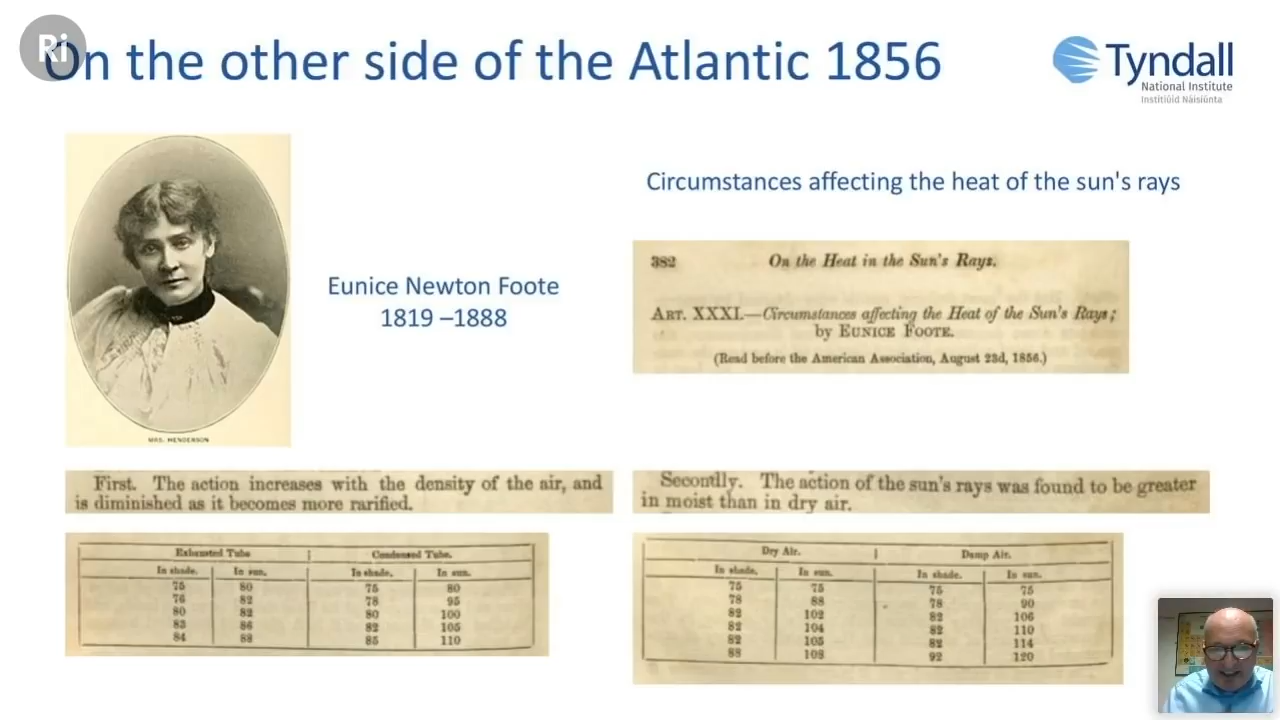 Ri
On the other side of the Atlantic 1856
Tyndall
National Institute
Institiúid Náisiúnta
Circumstances affecting the heat of the sun's rays
Eunice Newton Foote
1819 –1888
MRS. HENDERSON
382 On the Heat in the Sun's Rays.
ART. XXXI.—Circumstances affecting the Heat of the Sun's Rays;
by EUNICE FOOTE.
(Read before the American Association, August 23d, 1856.)
First. The action increases with the density of the air, and
is diminished as it becomes more rarified.
Secondly. The action of the sun's rays was found to be greater
in moist than in dry air.
Exhausted Tube Condensed Tube.
In shade. In sun. In shade. In sun.
75 80 75 80
76 82 78 95
80 82 80 100
83 86 82 105
84 88 85 110
Dry Air. Damp Air.
In shade. In sun. In shade. In sun.
75 75 75 75
78 88 78 90
82 102 82 106
82 104 82 110
82 105 82 114
88 108 92 120